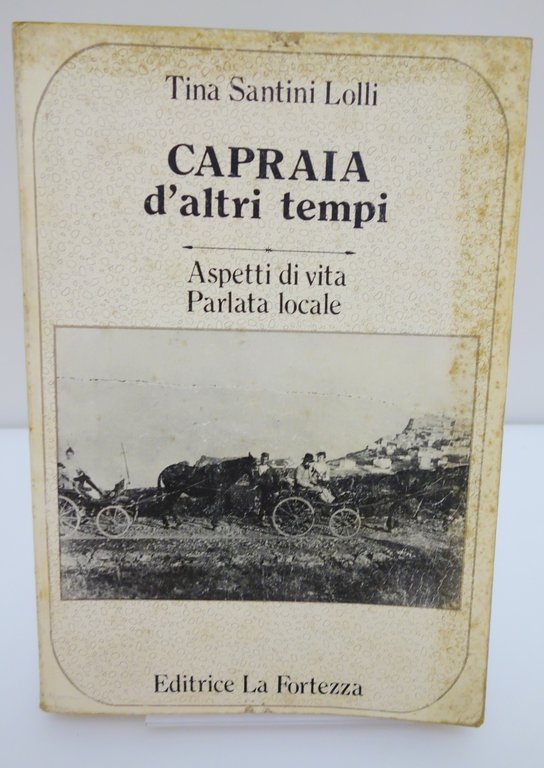 Tina Santini Lolli
CAPRAIA
d'altri tempi
Aspetti di vita
Parlata locale
Editrice La Fortezza